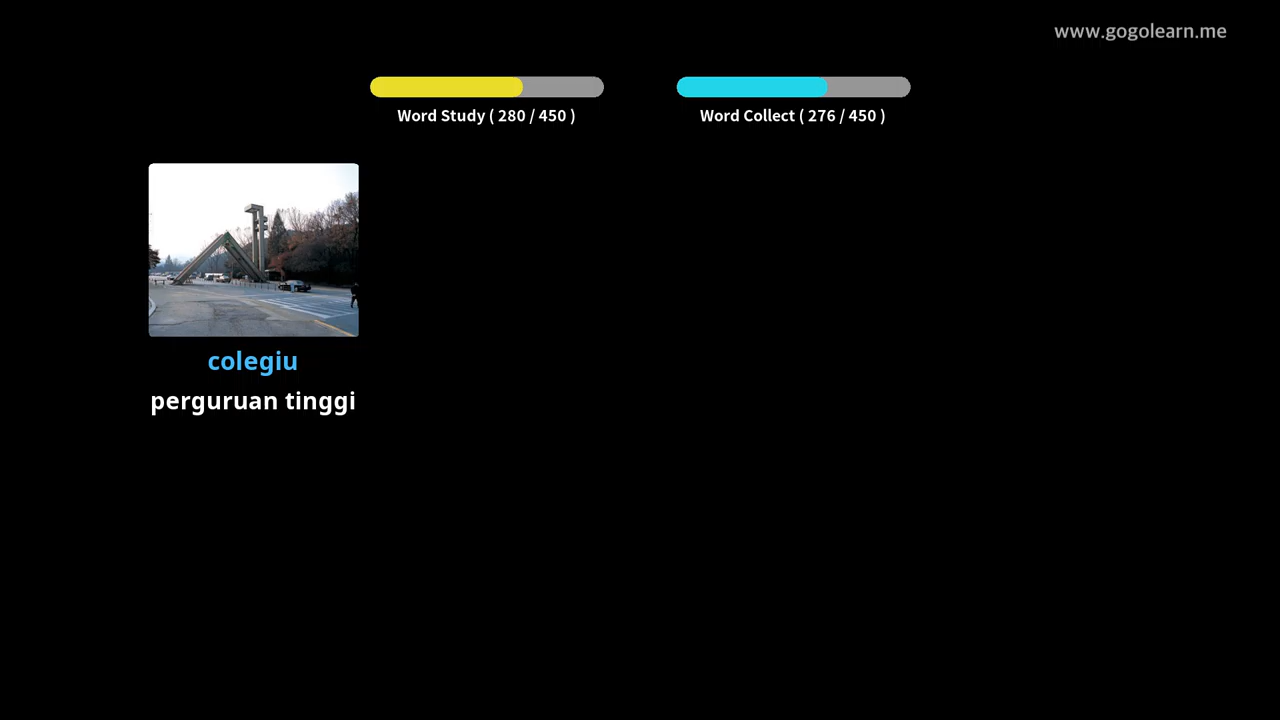 www.gogolearn.me
Word Study ( 280 / 450 )
Word Collect ( 276 / 450 )
colegiu
perguruan tinggi